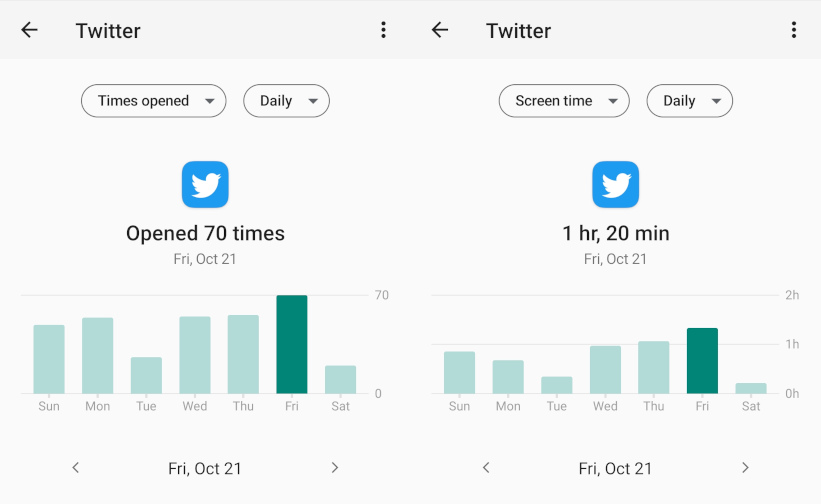 Twitter
Times opened Daily
Opened 70 times
Fri, Oct 21
70
0
Sun Mon Tue Wed Thu Fri Sat
Fri, Oct 21
Twitter
Screen time Daily
1 hr, 20 min
Fri, Oct 21
2h
1h
0h
Sun Mon Tue Wed Thu Fri Sat
Fri, Oct 21